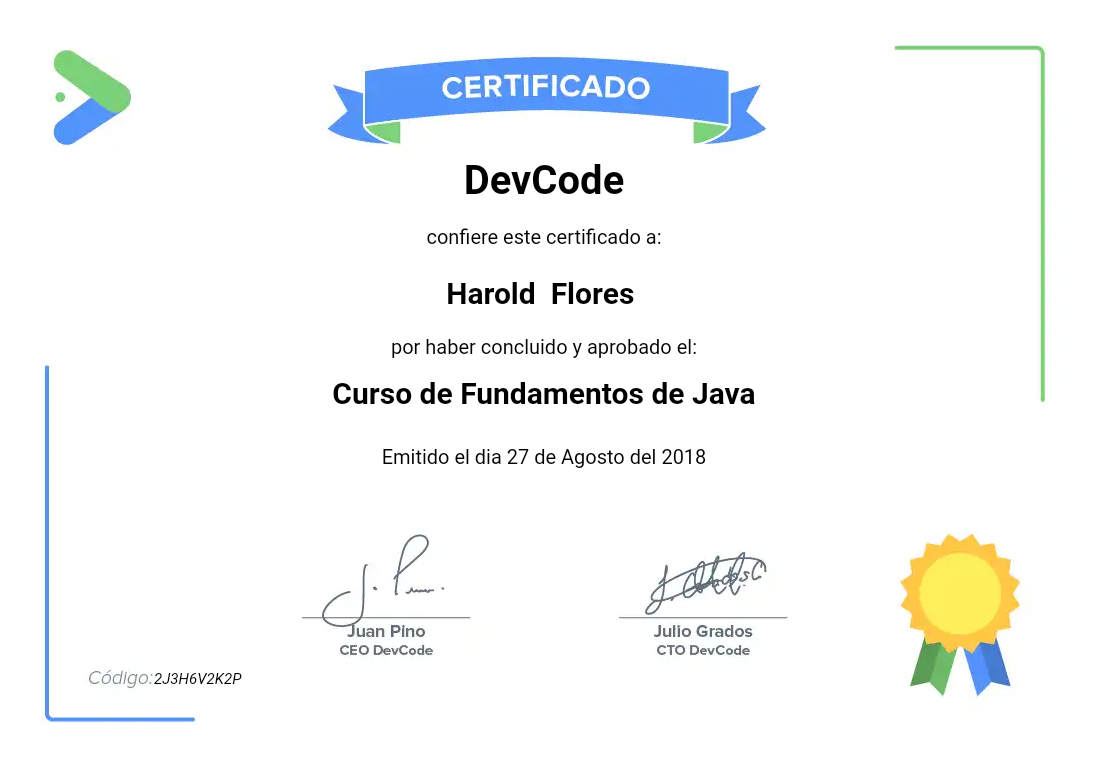 CERTIFICADO
DevCode
confiere este certificado a:
Harold  Flores
por haber concluido y aprobado el:
Curso de Fundamentos de Java
Emitido el dia 27 de Agosto del 2018
Juan Pino
CEO DevCode
Julio Grados
CTO DevCode
Código:2J3H6V2K2P